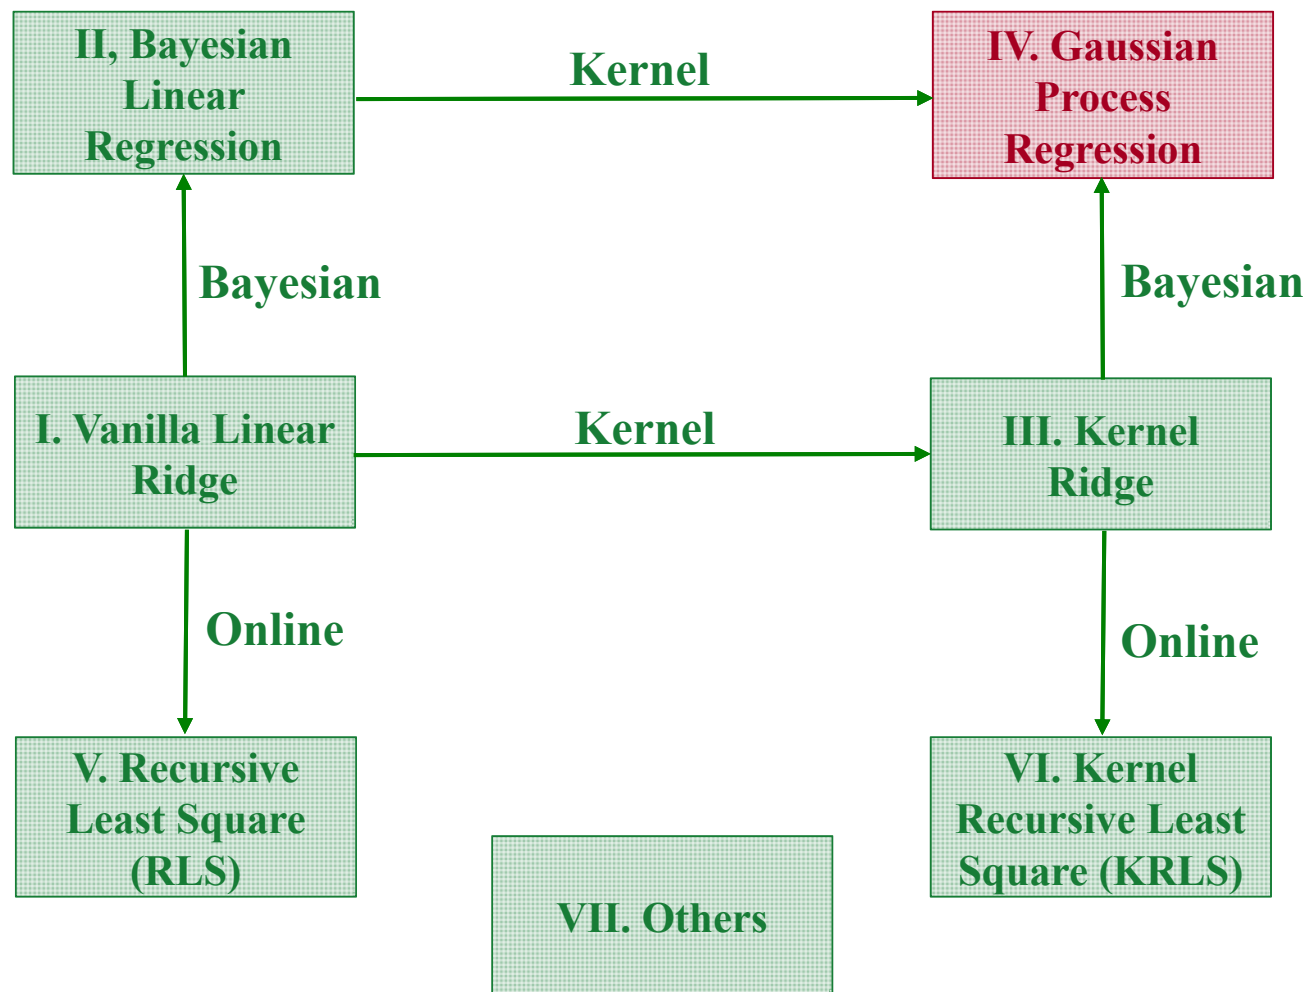 II, Bayesian
Linear
Regression
Kernel
IV. Gaussian
Process
Regression
Bayesian
Bayesian
I. Vanilla Linear
Ridge
Kernel
III. Kernel
Ridge
Online
Online
V. Recursive
Least Square
(RLS)
VI. Kernel
Recursive Least
Square (KRLS)
VII. Others